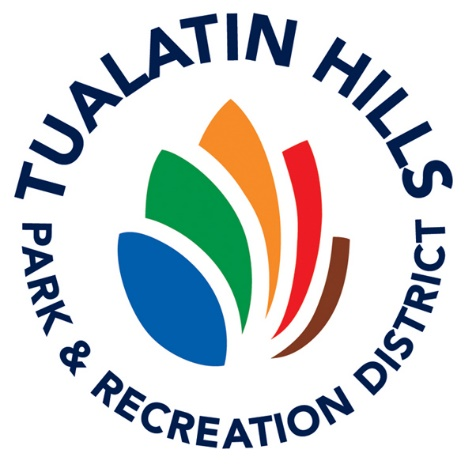 TUALATIN HILLS
PARK & RECREATION DISTRICT